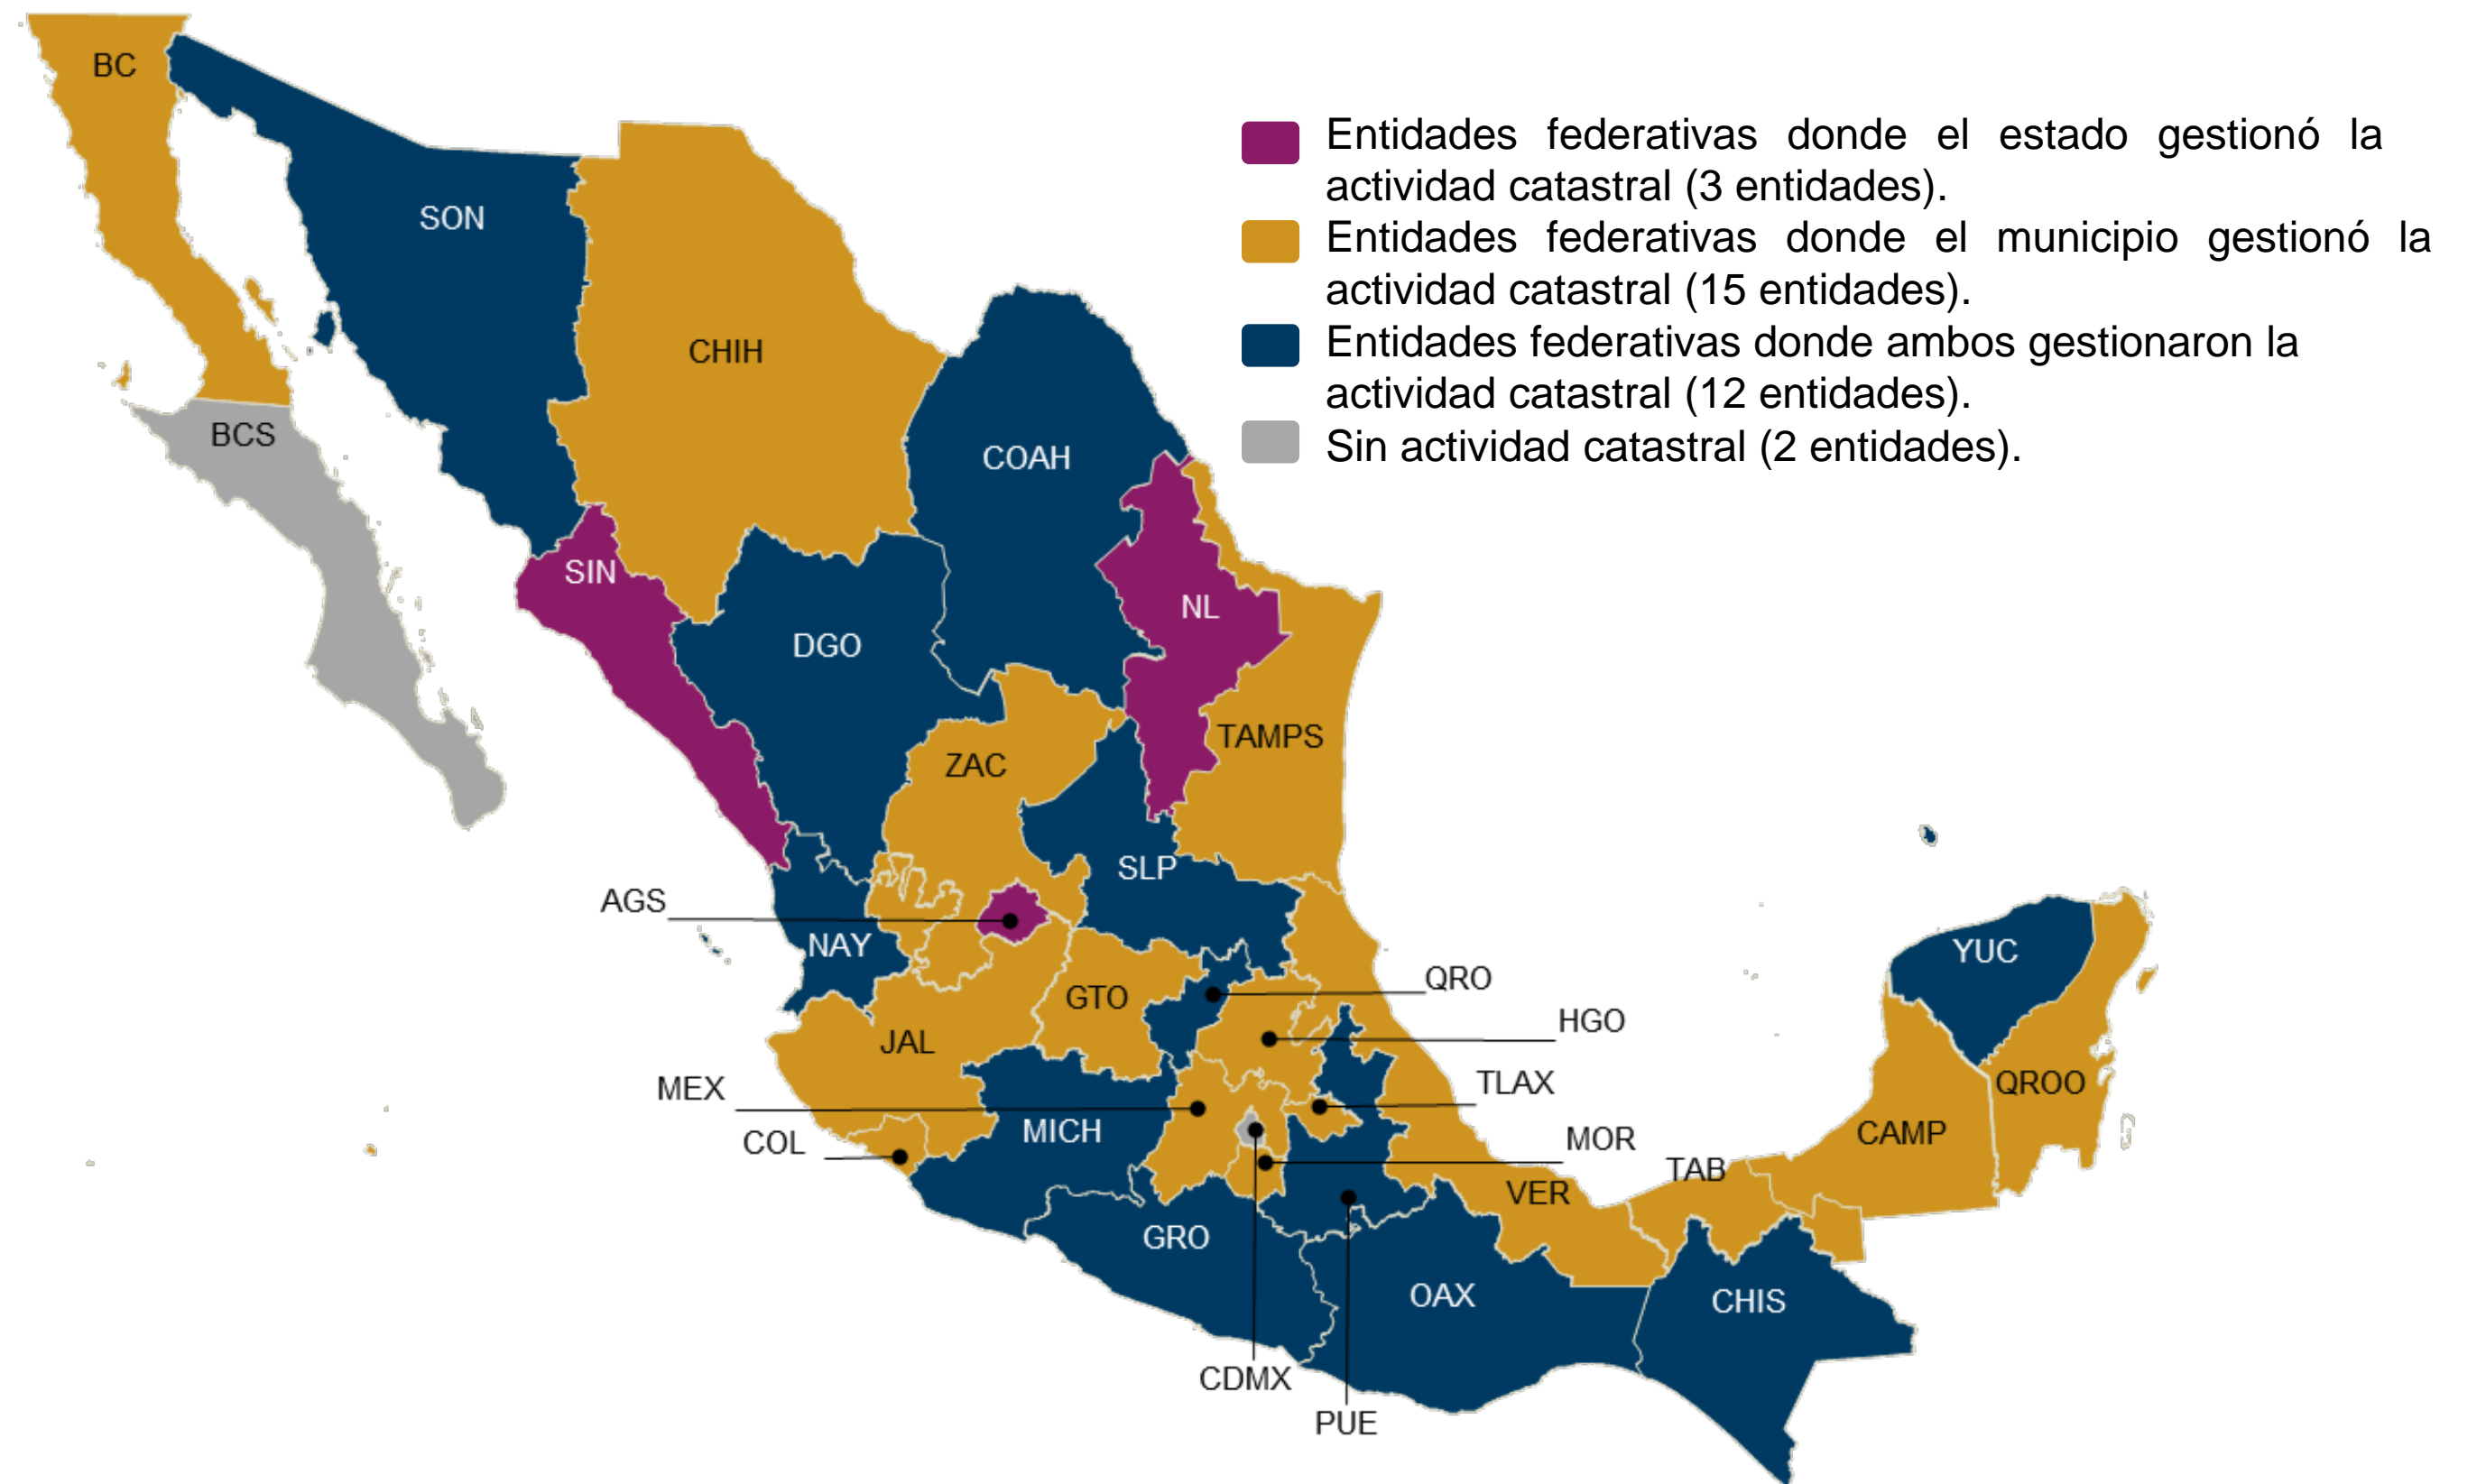 BC
Entidades federativas donde el estado gestionó la
actividad catastral (3 entidades).
Entidades federativas donde el municipio gestionó la
actividad catastral (15 entidades).
Entidades federativas donde ambos gestionaron la
actividad catastral (12 entidades).
Sin actividad catastral (2 entidades).
SON
CHIH
BCS
COAH
SIN
NL
DGO
TAMPS
ZAC
SLP
AGS
NAY
YUC
QRO
GTO
HGO
JAL
MEX
TLAX
QROO
COL
MICH
MOR
CAMP
TAB
VER
GRO
OAX
CHIS
CDMX
PUE